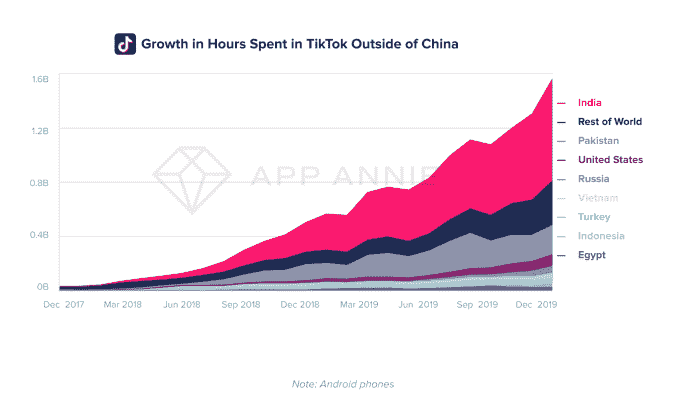 Growth in Hours Spent in TikTok Outside of China
1.6B
1.2B
0.8B
0.4B
0B
Dec 2017 Mar 2018 Jun 2018 Sep 2018 Dec 2018 Mar 2019 Jun 2019 Sep 2019 Dec 2019
India
Rest of World
Pakistan
United States
Russia
Vietnam
Turkey
Indonesia
Egypt
APP ANNIE
Note: Android phones